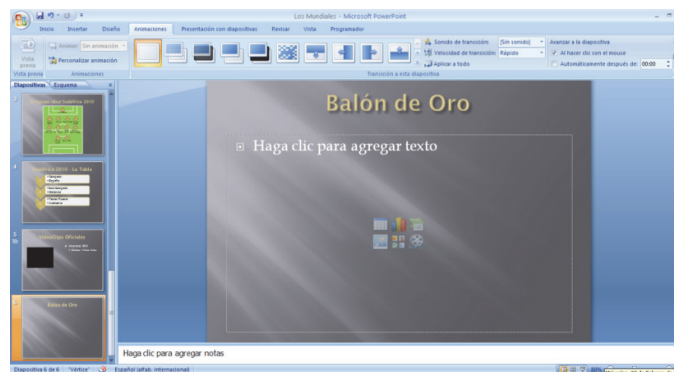 Los Mundiales - Microsoft PowerPoint
Inicio Insertar Diseño Animaciones Presentación con diapositivas Revisar Vista Programador
Vista previa
Animar: Sin animación
Personalizar animación
Sonido de transición: [Sin sonido]
Velocidad de transición: Rápido
Aplicar a todo
Avanzar a la diapositiva
Al hacer clic con el mouse
Automáticamente después de: 00:00
Vista previa Animaciones Transición a esta diapositiva
Diapositivas Esquema
Balón de Oro
Haga clic para agregar texto
4
5
Balón de Oro
Haga clic para agregar notas
Diapositiva 6 de 6 "Vértice" Español (alfab. internacional)